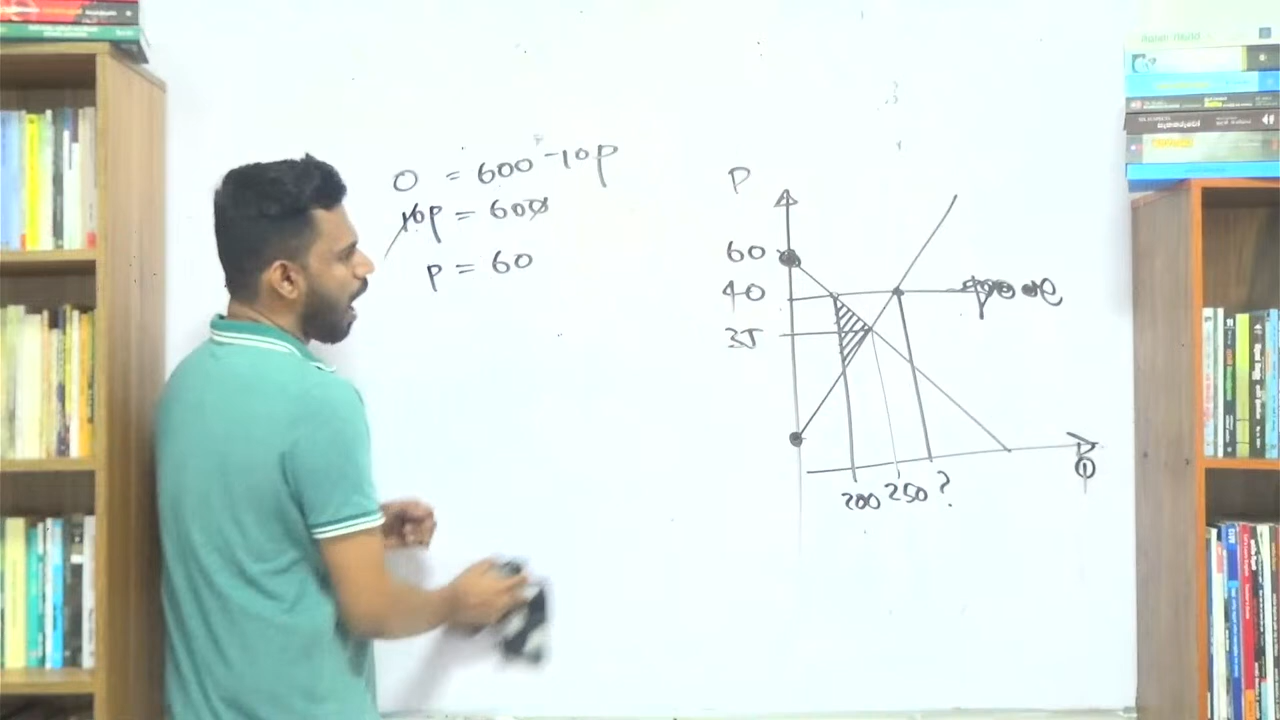 0 = 600 - 10p
10p = 600
p = 60
P
60
40
35
200 250 ?
Q